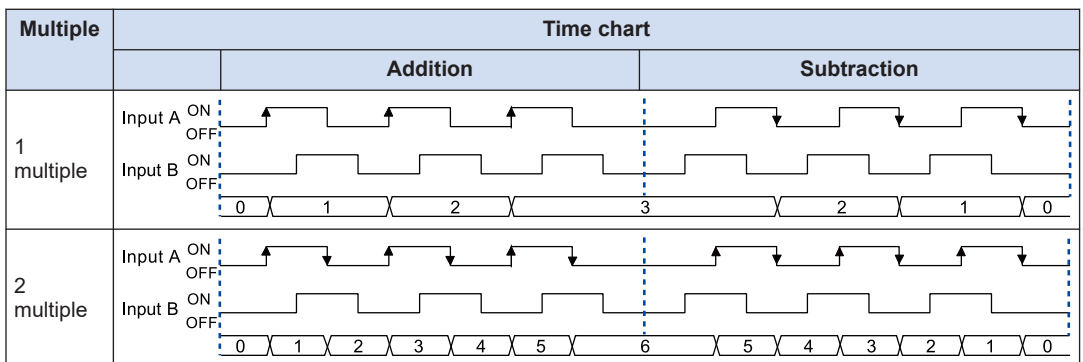 Multiple Time chart
Addition Subtraction
1 multiple
Input A ON
OFF
Input B ON
OFF
0 1 2 3 2 1 0
2 multiple
Input A ON
OFF
Input B ON
OFF
0 1 2 3 4 5 6 5 4 3 2 1 0